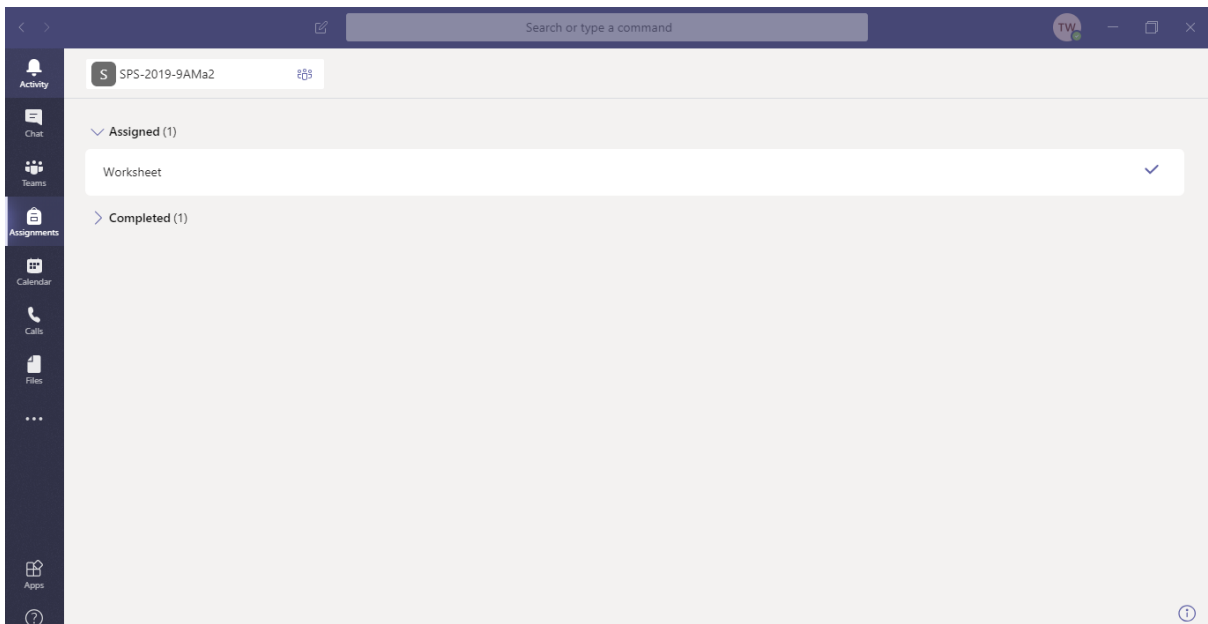 Search or type a command
TW
Activity
S SPS-2019-9AMa2
Chat
Assigned (1)
Teams
Worksheet
Assignments
Completed (1)
Calendar
Calls
Files
Apps